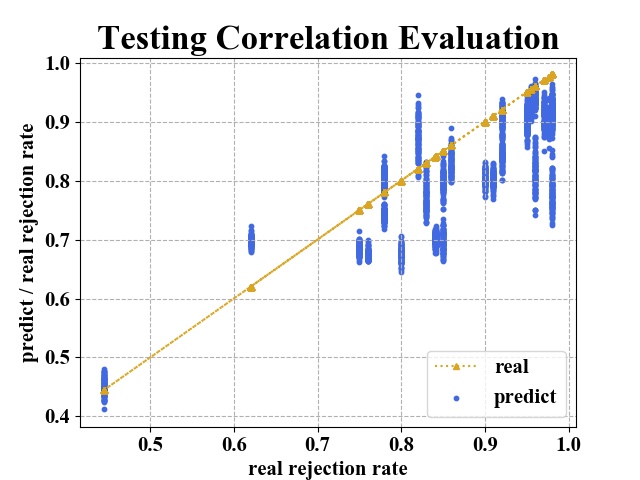 Testing Correlation Evaluation
predict / real rejection rate
1.0
0.9
0.8
0.7
0.6
0.5
0.4
real
predict
0.5 0.6 0.7 0.8 0.9 1.0
real rejection rate